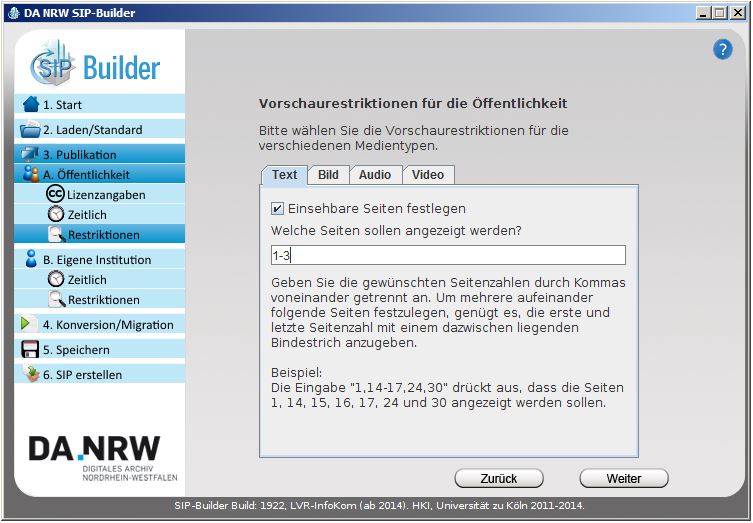 DA NRW SIP-Builder
SIP Builder
1. Start
2. Laden/Standard
3. Publikation
A. Öffentlichkeit
CC Lizenzangaben
Zeitlich
Restriktionen
B. Eigene Institution
Zeitlich
Restriktionen
4. Konversion/Migration
5. Speichern
6. SIP erstellen
DA.NRW
DIGITALES ARCHIV
NORDRHEIN-WESTFALEN
?
Vorschaurestriktionen für die Öffentlichkeit
Bitte wählen Sie die Vorschaurestriktionen für die
verschiedenen Medientypen.
Text Bild Audio Video
Einsehbare Seiten festlegen
Welche Seiten sollen angezeigt werden?
1-3
Geben Sie die gewünschten Seitenzahlen durch Kommas
voneinander getrennt an. Um mehrere aufeinander
folgende Seiten festzulegen, genügt es, die erste und
letzte Seitenzahl mit einem dazwischen liegenden
Bindestrich anzugeben.
Beispiel:
Die Eingabe "1,14-17,24,30" drückt aus, dass die Seiten
1, 14, 15, 16, 17, 24 und 30 angezeigt werden sollen.
Zurück Weiter
SIP-Builder Build: 1922, LVR-InfoKom (ab 2014). HKI, Universität zu Köln 2011-2014.